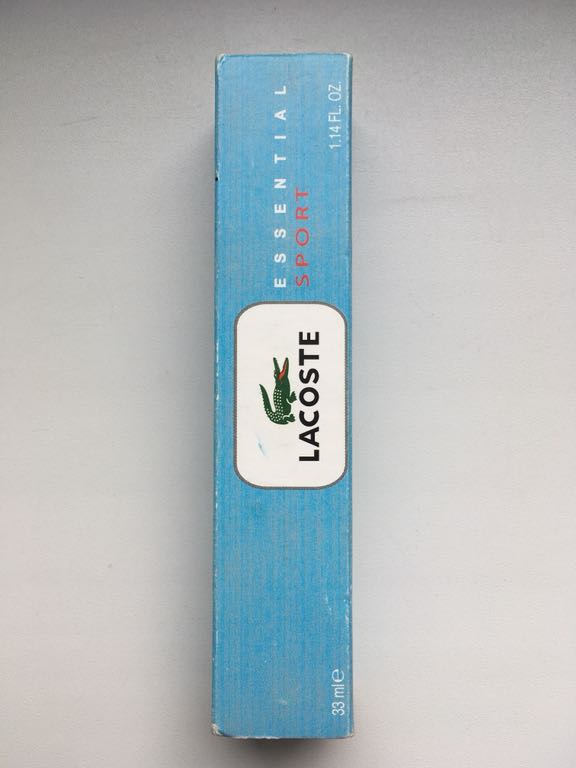 ESSENTIAL
SPORT
LACOSTE
33 ml℮
1.14 FL. OZ.